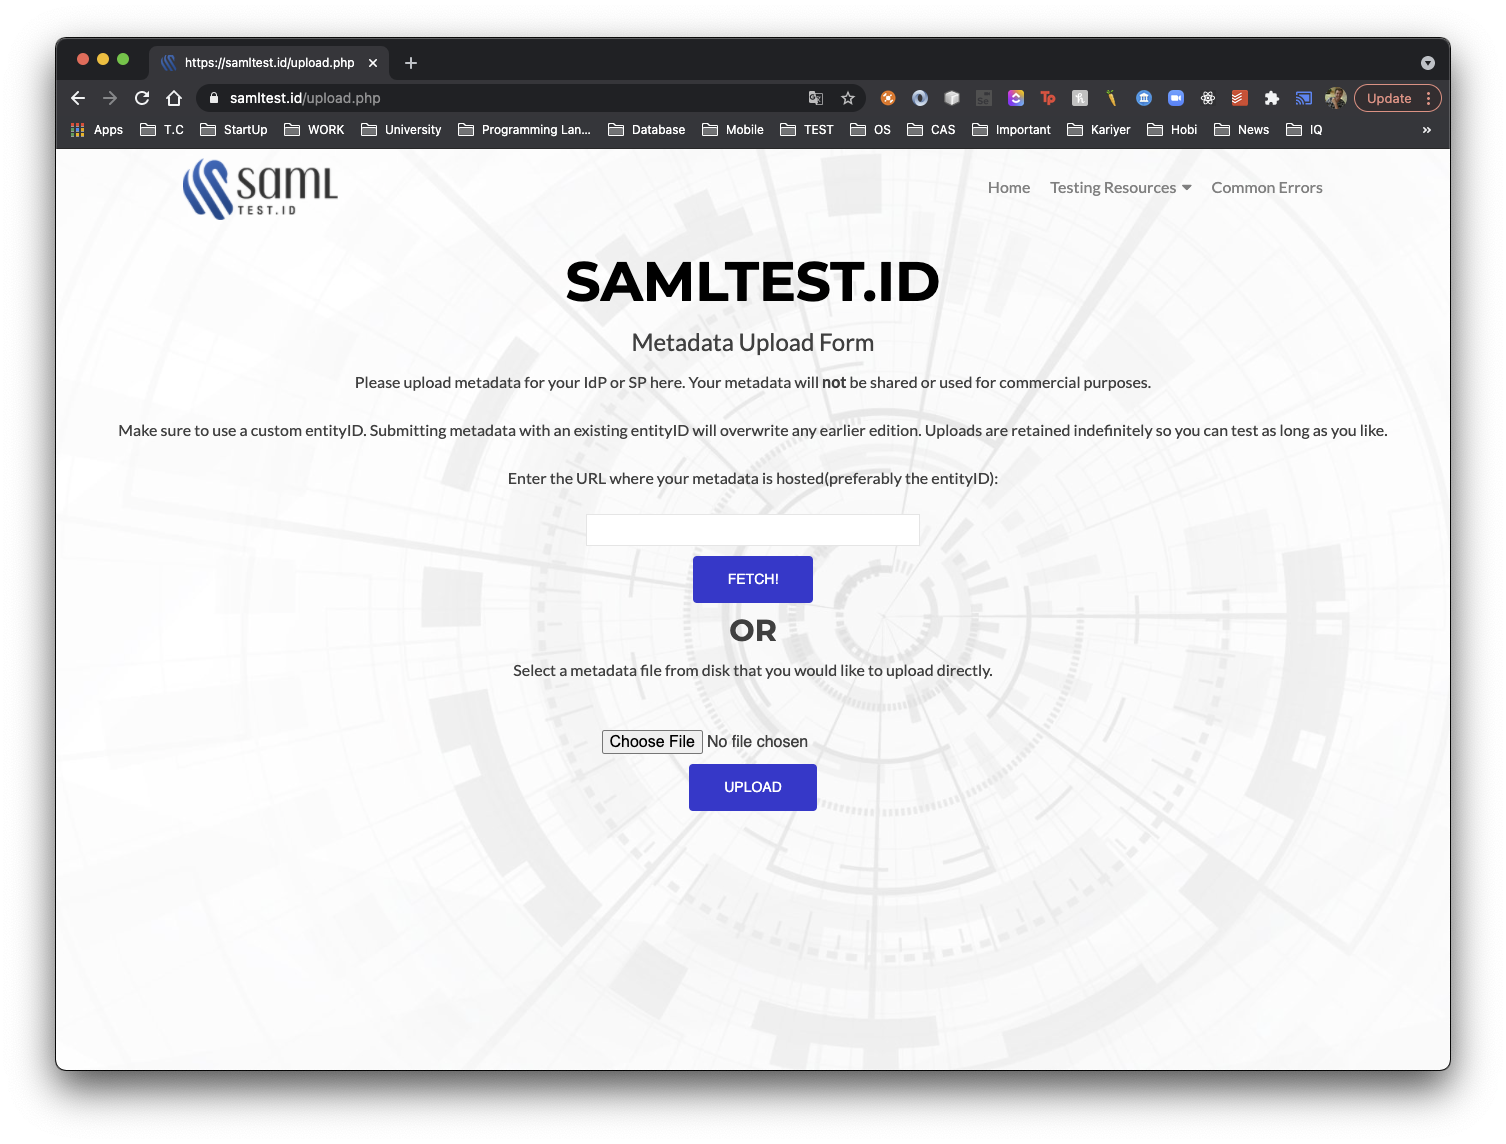 https://samltest.id/upload.php
samltest.id/upload.php
Update
Apps T.C StartUp WORK University Programming Lan... Database Mobile TEST OS CAS Important Kariyer Hobi News IQ »
saml
TEST.ID
Home Testing Resources Common Errors
SAMLTEST.ID
Metadata Upload Form
Please upload metadata for your IdP or SP here. Your metadata will not be shared or used for commercial purposes.
Make sure to use a custom entityID. Submitting metadata with an existing entityID will overwrite any earlier edition. Uploads are retained indefinitely so you can test as long as you like.
Enter the URL where your metadata is hosted(preferably the entityID):
FETCH!
OR
Select a metadata file from disk that you would like to upload directly.
Choose File No file chosen
UPLOAD